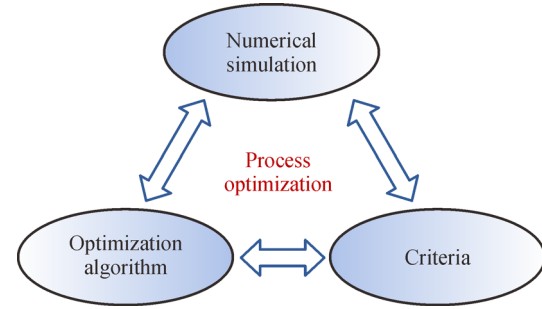 Numerical
simulation
Process
optimization
Optimization
algorithm
Criteria